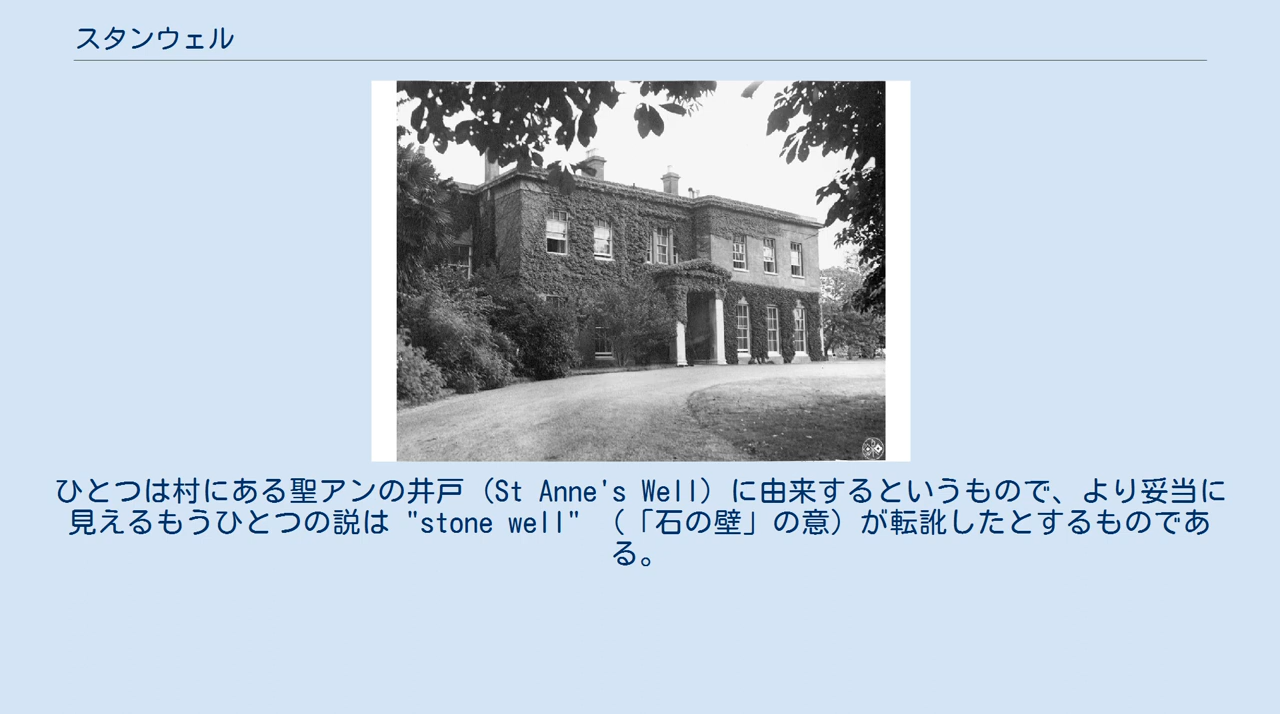 スタンウェル
ひとつは村にある聖アンの井戸（St Anne's Well）に由来するというもので、より妥当に
見えるもうひとつの説は "stone well" （「石の壁」の意）が転訛したとするものであ
る。